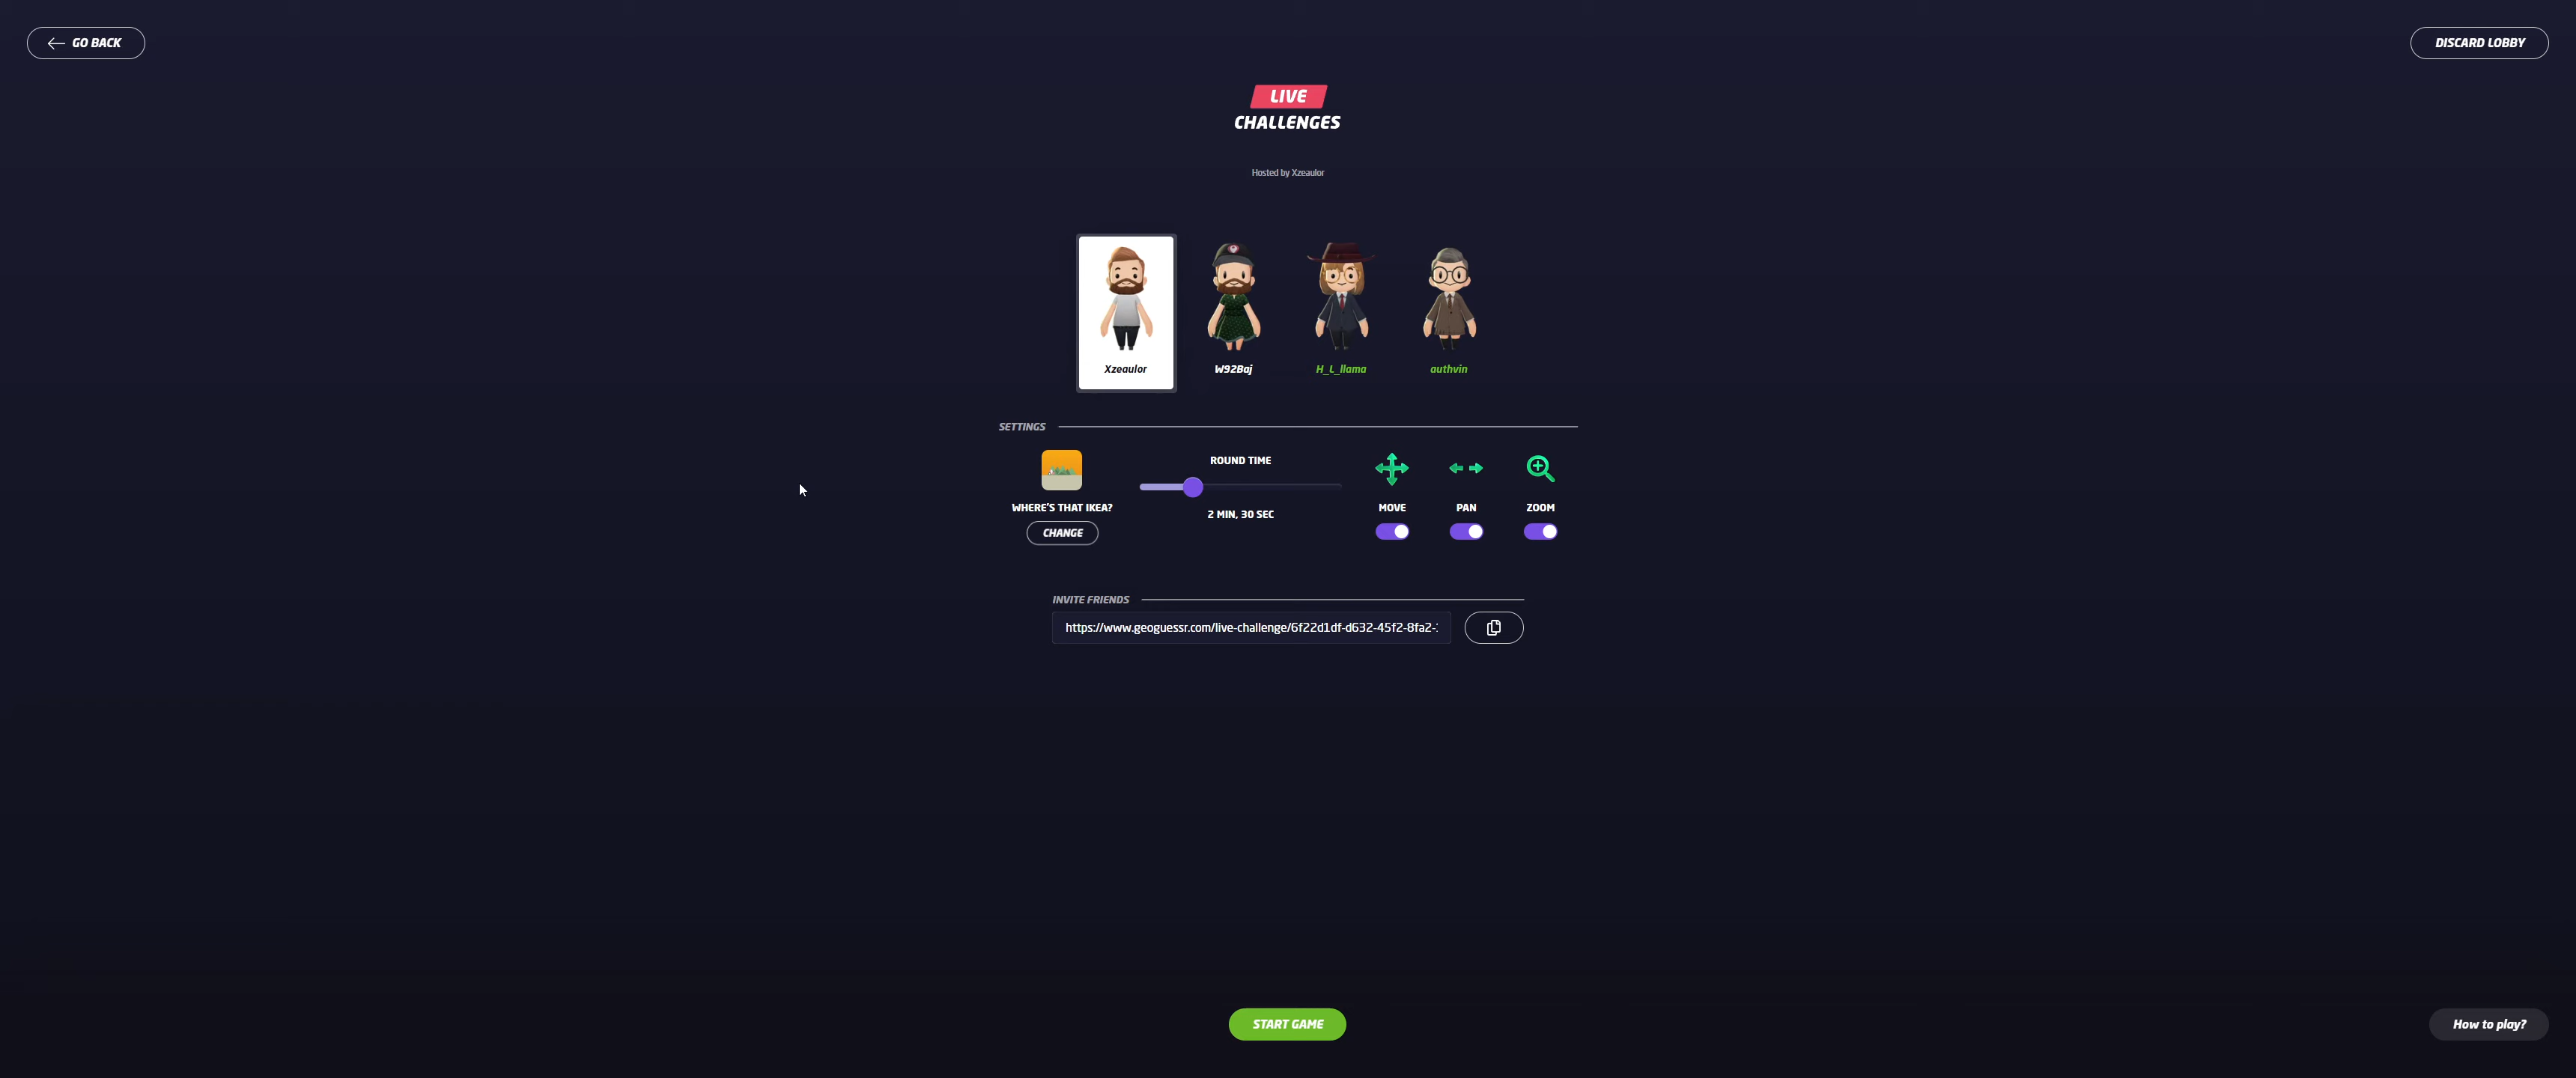 GO BACK
DISCARD LOBBY
LIVE
CHALLENGES
Hosted by Xzeaulor
Xzeaulor
W92Baj
H_L_llama
authvin
SETTINGS
WHERE'S THAT IKEA?
CHANGE
ROUND TIME
2 MIN, 30 SEC
MOVE
PAN
ZOOM
INVITE FRIENDS
https://www.geoguessr.com/live-challenge/6f22d1df-d632-45f2-8fa2-
START GAME
How to play?